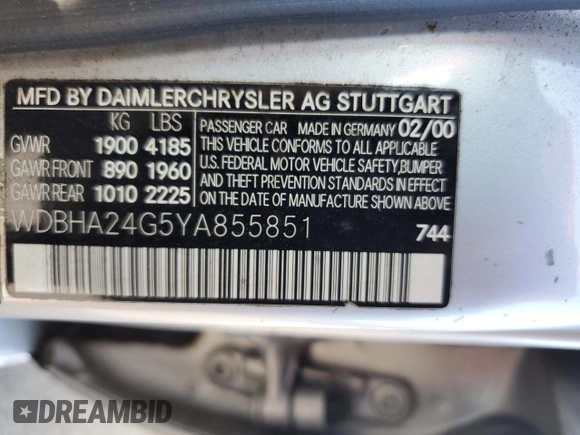 MFD BY DAIMLERCHRYSLER AG STUTTGART
KG LBS
GVWR 1900 4185
GAWR FRONT 890 1960
GAWR REAR 1010 2225
PASSENGER CAR MADE IN GERMANY 02/00
THIS VEHICLE CONFORMS TO ALL APPLICABLE
U.S. FEDERAL MOTOR VEHICLE SAFETY,BUMPER
AND THEFT PREVENTION STANDARDS IN EFFECT
ON THE DATE OF MANUFACTURE SHOWN ABOVE.
WDBHA24G5YA855851
744
DREAMBID